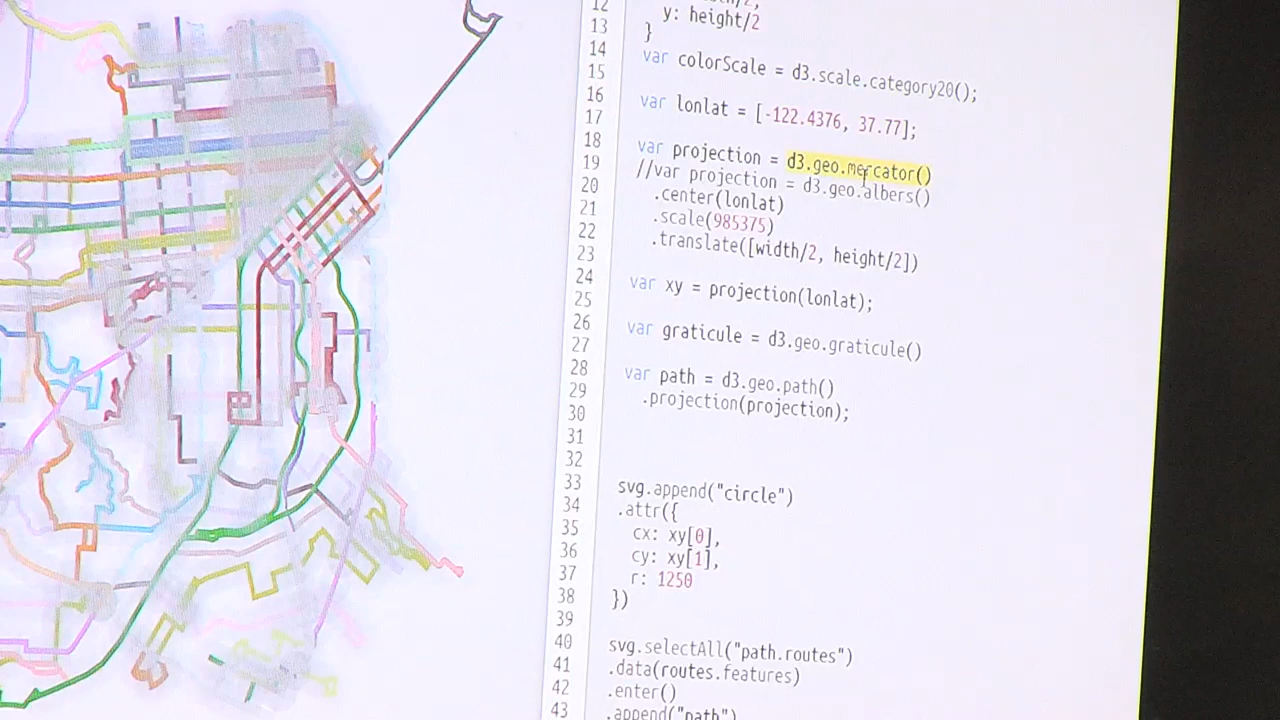 12
13 y: height/2
14 }
15 var colorScale = d3.scale.category20();
16
17 var lonlat = [-122.4376, 37.77];
18
19 var projection = d3.geo.mercator()
20 //var projection = d3.geo.albers()
21 .center(lonlat)
22 .scale(985375)
23 .translate([width/2, height/2])
24
25 var xy = projection(lonlat);
26
27 var graticule = d3.geo.graticule()
28
29 var path = d3.geo.path()
30 .projection(projection);
31
32
33
34 svg.append("circle")
35 .attr({
36 cx: xy[0],
37 cy: xy[1],
38 r: 1250
39 })
40
41 svg.selectAll("path.routes")
42 .data(routes.features)
43 .enter()
.append("path")